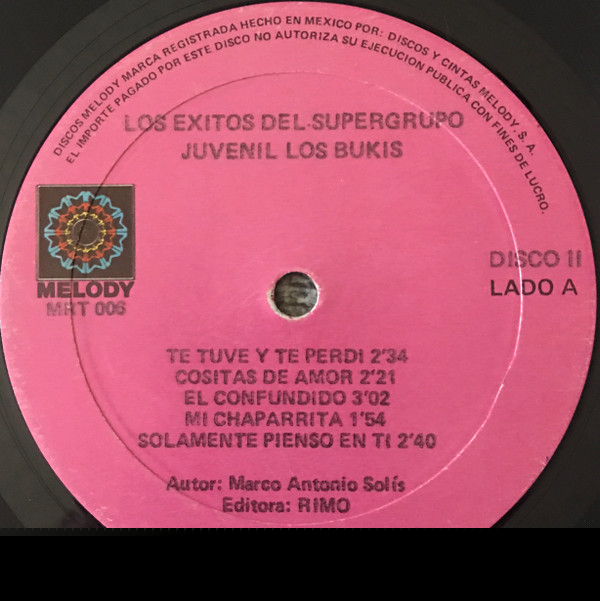 DISCOS MELODY MARCA REGISTRADA HECHO EN MEXICO POR: DISCOS Y CINTAS MELODY, S. A.
EL IMPORTE PAGADO POR ESTE DISCO NO AUTORIZA SU EJECUCION PUBLICA CON FINES DE LUCRO.
LOS EXITOS DEL-SUPERGRUPO
JUVENIL LOS BUKIS
MELODY
MRT 006
DISCO II
LADO A
TE TUVE Y TE PERDI 2'34
COSITAS DE AMOR 2'21
EL CONFUNDIDO 3'02
MI CHAPARRITA 1'54
SOLAMENTE PIENSO EN TI 2'40
Autor: Marco Antonio Solís
Editora: RIMO